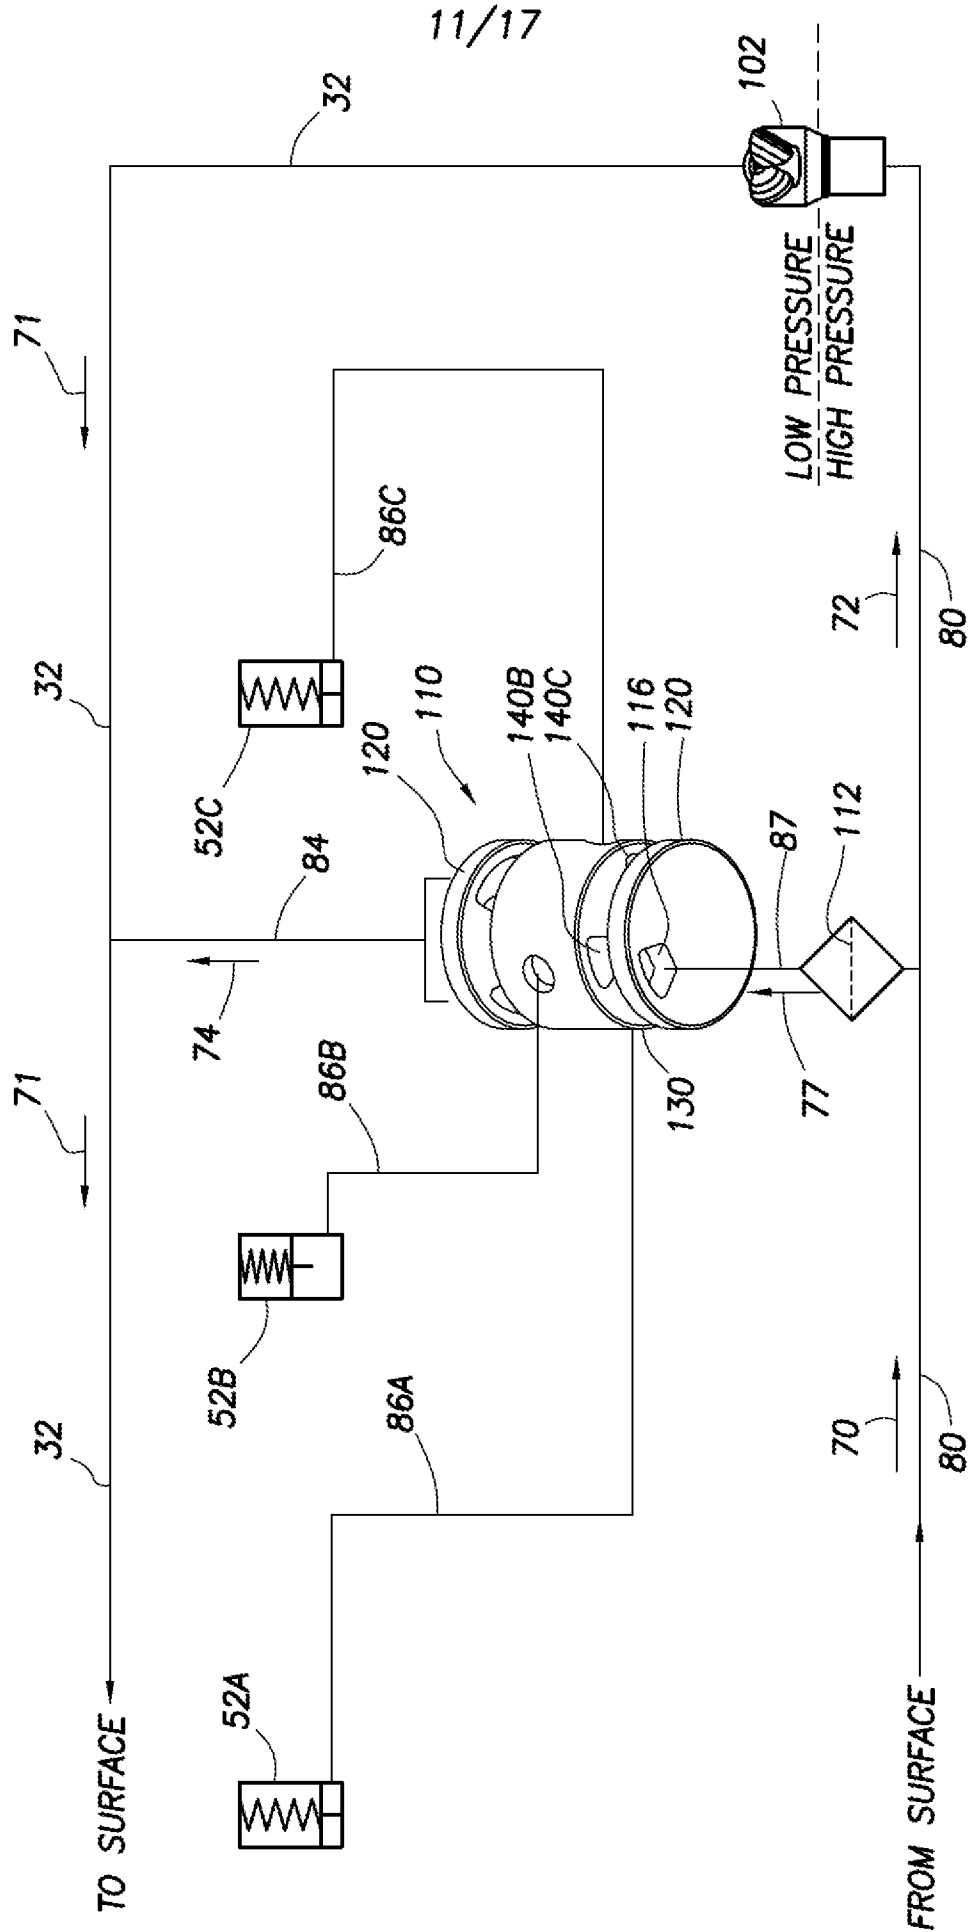 11/17
32
102
71
LOW PRESSURE
HIGH PRESSURE
86C
72
80
32
52C
120
110
140B
140C
116
120
84
112
87
74
71
86B
130
77
52B
86A
32
70
80
52A
TO SURFACE
FROM SURFACE